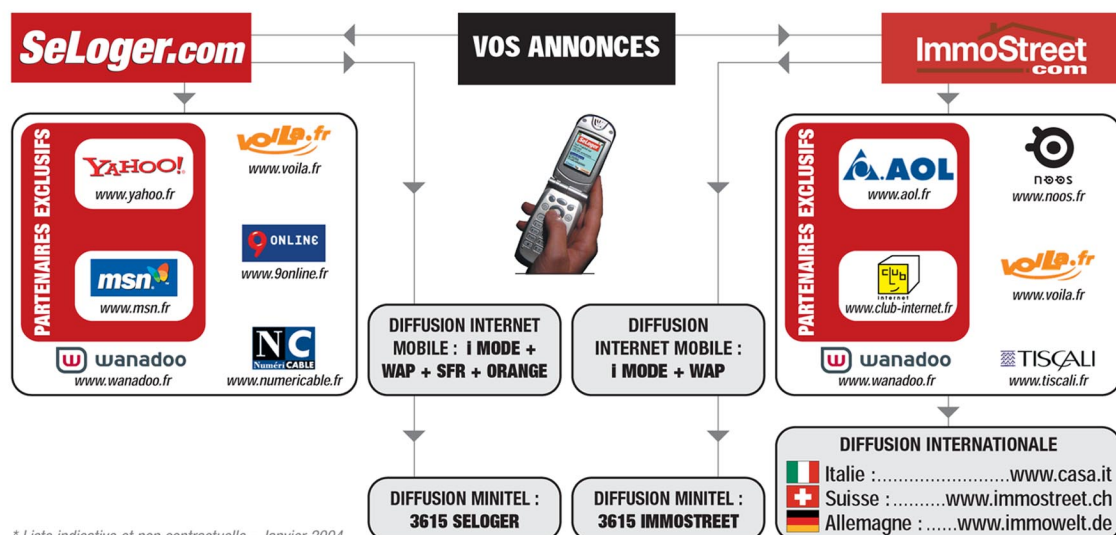 SeLoger.com
VOS ANNONCES
ImmoStreet
.com
PARTENAIRES EXCLUSIFS
YAHOO!
www.yahoo.fr
msn
www.msn.fr
wanadoo
www.wanadoo.fr
voila.fr
www.voila.fr
9 ONLINE
www.9online.fr
NC
NumériCABLE
www.numericable.fr
SeLoger
DIFFUSION INTERNET
MOBILE : i MODE +
WAP + SFR + ORANGE
DIFFUSION MINITEL :
3615 SELOGER
DIFFUSION
INTERNET MOBILE :
i MODE + WAP
DIFFUSION MINITEL :
3615 IMMOSTREET
PARTENAIRES EXCLUSIFS
AOL
www.aol.fr
CLUB
internet
www.club-internet.fr
wanadoo
www.wanadoo.fr
noos
www.noos.fr
voila.fr
www.voila.fr
TISCALI
www.tiscali.fr
DIFFUSION INTERNATIONALE
Italie :........................www.casa.it
Suisse :..........www.immostreet.ch
Allemagne :......www.immowelt.de
* Liste indicative et non contractuelle - Janvier 2004